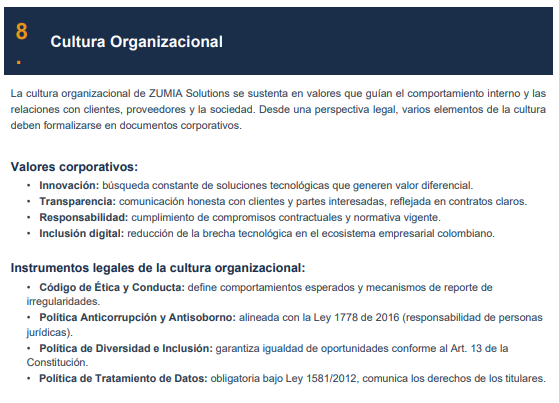 8
.
Cultura Organizacional
La cultura organizacional de ZUMIA Solutions se sustenta en valores que guían el comportamiento interno y las
relaciones con clientes, proveedores y la sociedad. Desde una perspectiva legal, varios elementos de la cultura
deben formalizarse en documentos corporativos.
Valores corporativos:
• Innovación: búsqueda constante de soluciones tecnológicas que generen valor diferencial.
• Transparencia: comunicación honesta con clientes y partes interesadas, reflejada en contratos claros.
• Responsabilidad: cumplimiento de compromisos contractuales y normativa vigente.
• Inclusión digital: reducción de la brecha tecnológica en el ecosistema empresarial colombiano.
Instrumentos legales de la cultura organizacional:
• Código de Ética y Conducta: define comportamientos esperados y mecanismos de reporte de
irregularidades.
• Política Anticorrupción y Antisoborno: alineada con la Ley 1778 de 2016 (responsabilidad de personas
jurídicas).
• Política de Diversidad e Inclusión: garantiza igualdad de oportunidades conforme al Art. 13 de la
Constitución.
• Política de Tratamiento de Datos: obligatoria bajo Ley 1581/2012, comunica los derechos de los titulares.